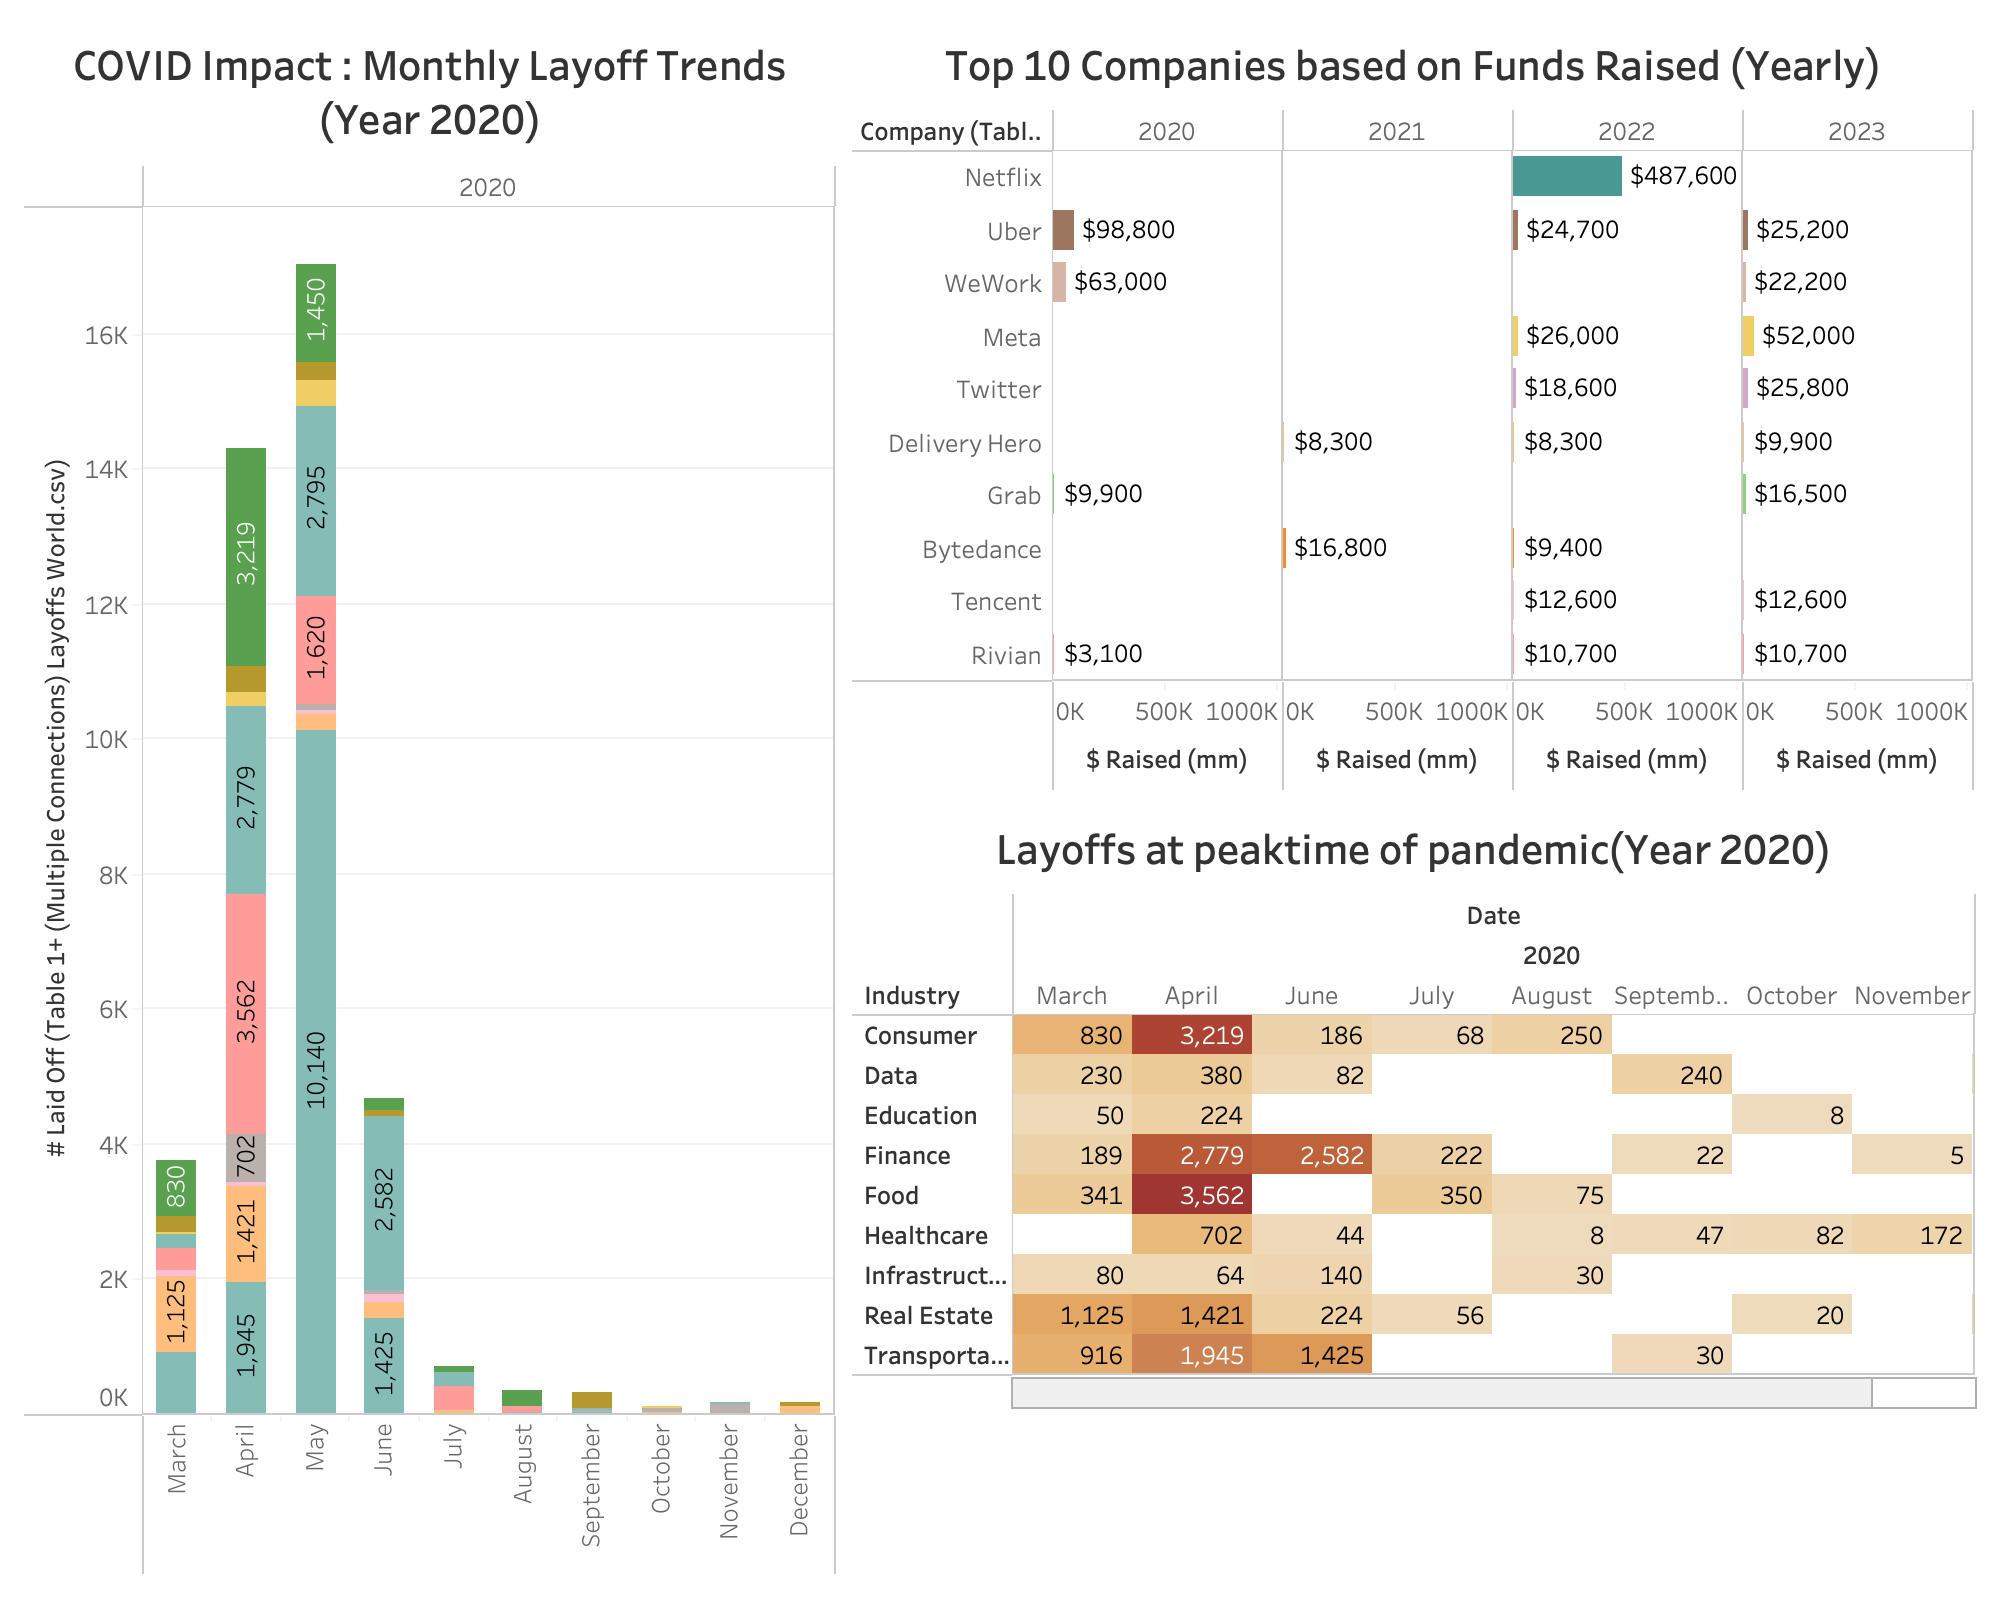 COVID Impact : Monthly Layoff Trends
(Year 2020)
2020
# Laid Off (Table 1+ (Multiple Connections) Layoffs World.csv)
16K
14K
12K
10K
8K
6K
4K
2K
0K
830
1,125
3,219
2,779
3,562
702
1,421
1,945
1,450
2,795
1,620
10,140
2,582
1,425
March
April
May
June
July
August
September
October
November
December
Top 10 Companies based on Funds Raised (Yearly)
Company (Tabl.. 2020 2021 2022 2023
Netflix $487,600
Uber $98,800 $24,700 $25,200
WeWork $63,000 $22,200
Meta $26,000 $52,000
Twitter $18,600 $25,800
Delivery Hero $8,300 $8,300 $9,900
Grab $9,900 $16,500
Bytedance $16,800 $9,400
Tencent $12,600 $12,600
Rivian $3,100 $10,700 $10,700
0K 500K 1000K 0K 500K 1000K 0K 500K 1000K 0K 500K 1000K
$ Raised (mm) $ Raised (mm) $ Raised (mm) $ Raised (mm)
Layoffs at peaktime of pandemic(Year 2020)
Date
2020
Industry March April June July August Septemb.. October November
Consumer 830 3,219 186 68 250
Data 230 380 82 240
Education 50 224 8
Finance 189 2,779 2,582 222 22 5
Food 341 3,562 350 75
Healthcare 702 44 8 47 82 172
Infrastruct... 80 64 140 30
Real Estate 1,125 1,421 224 56 20
Transporta... 916 1,945 1,425 30